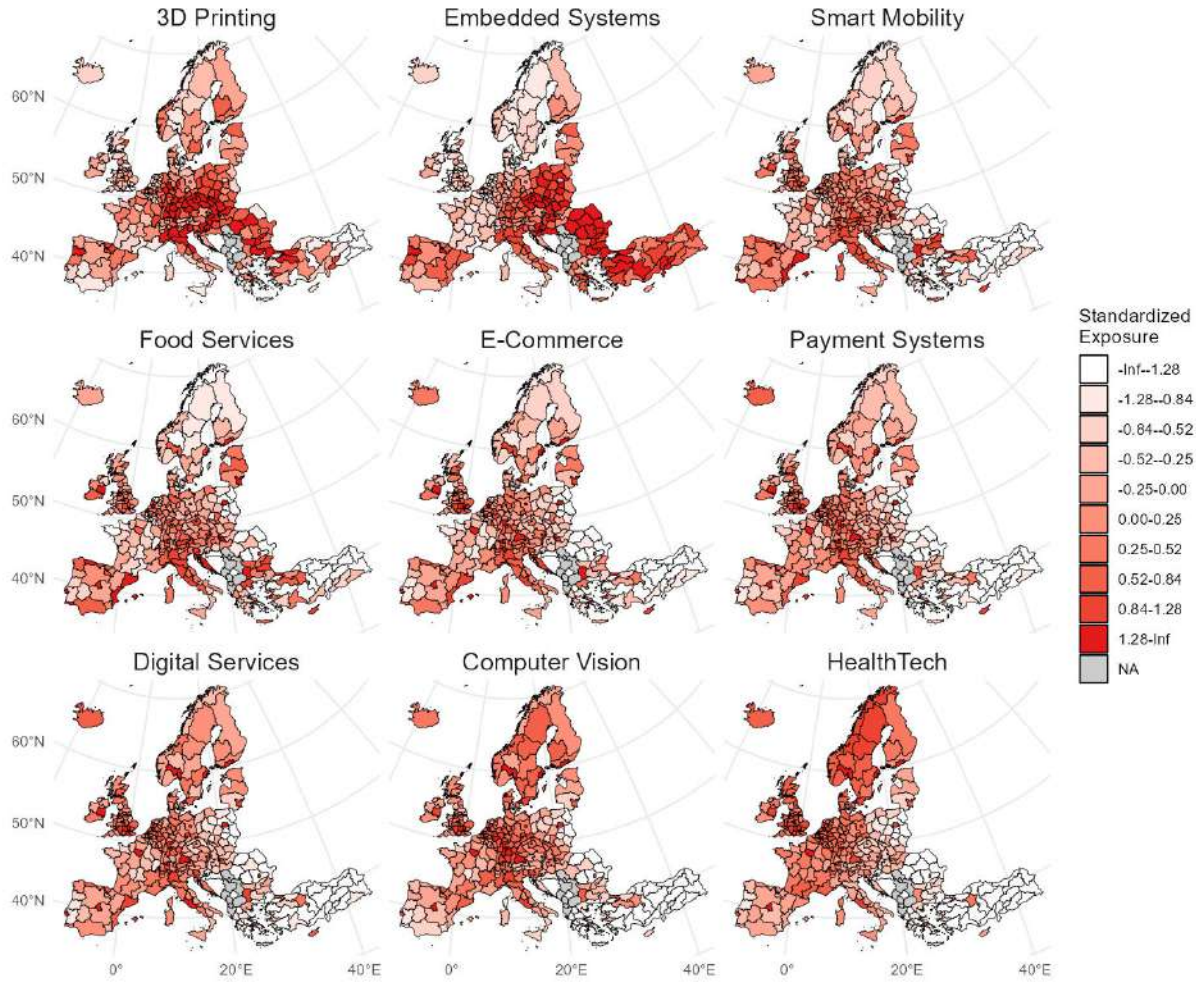 3D Printing Embedded Systems Smart Mobility
60°N
50°N
40°N
Standardized
Exposure
-Inf--1.28
-1.28--0.84
-0.84--0.52
-0.52--0.25
-0.25-0.00
0.00-0.25
0.25-0.52
0.52-0.84
0.84-1.28
1.28-Inf
NA
Food Services E-Commerce Payment Systems
60°N
50°N
40°N
Digital Services Computer Vision HealthTech
60°N
50°N
40°N
0° 20°E 40°E 0° 20°E 40°E 0° 20°E 40°E